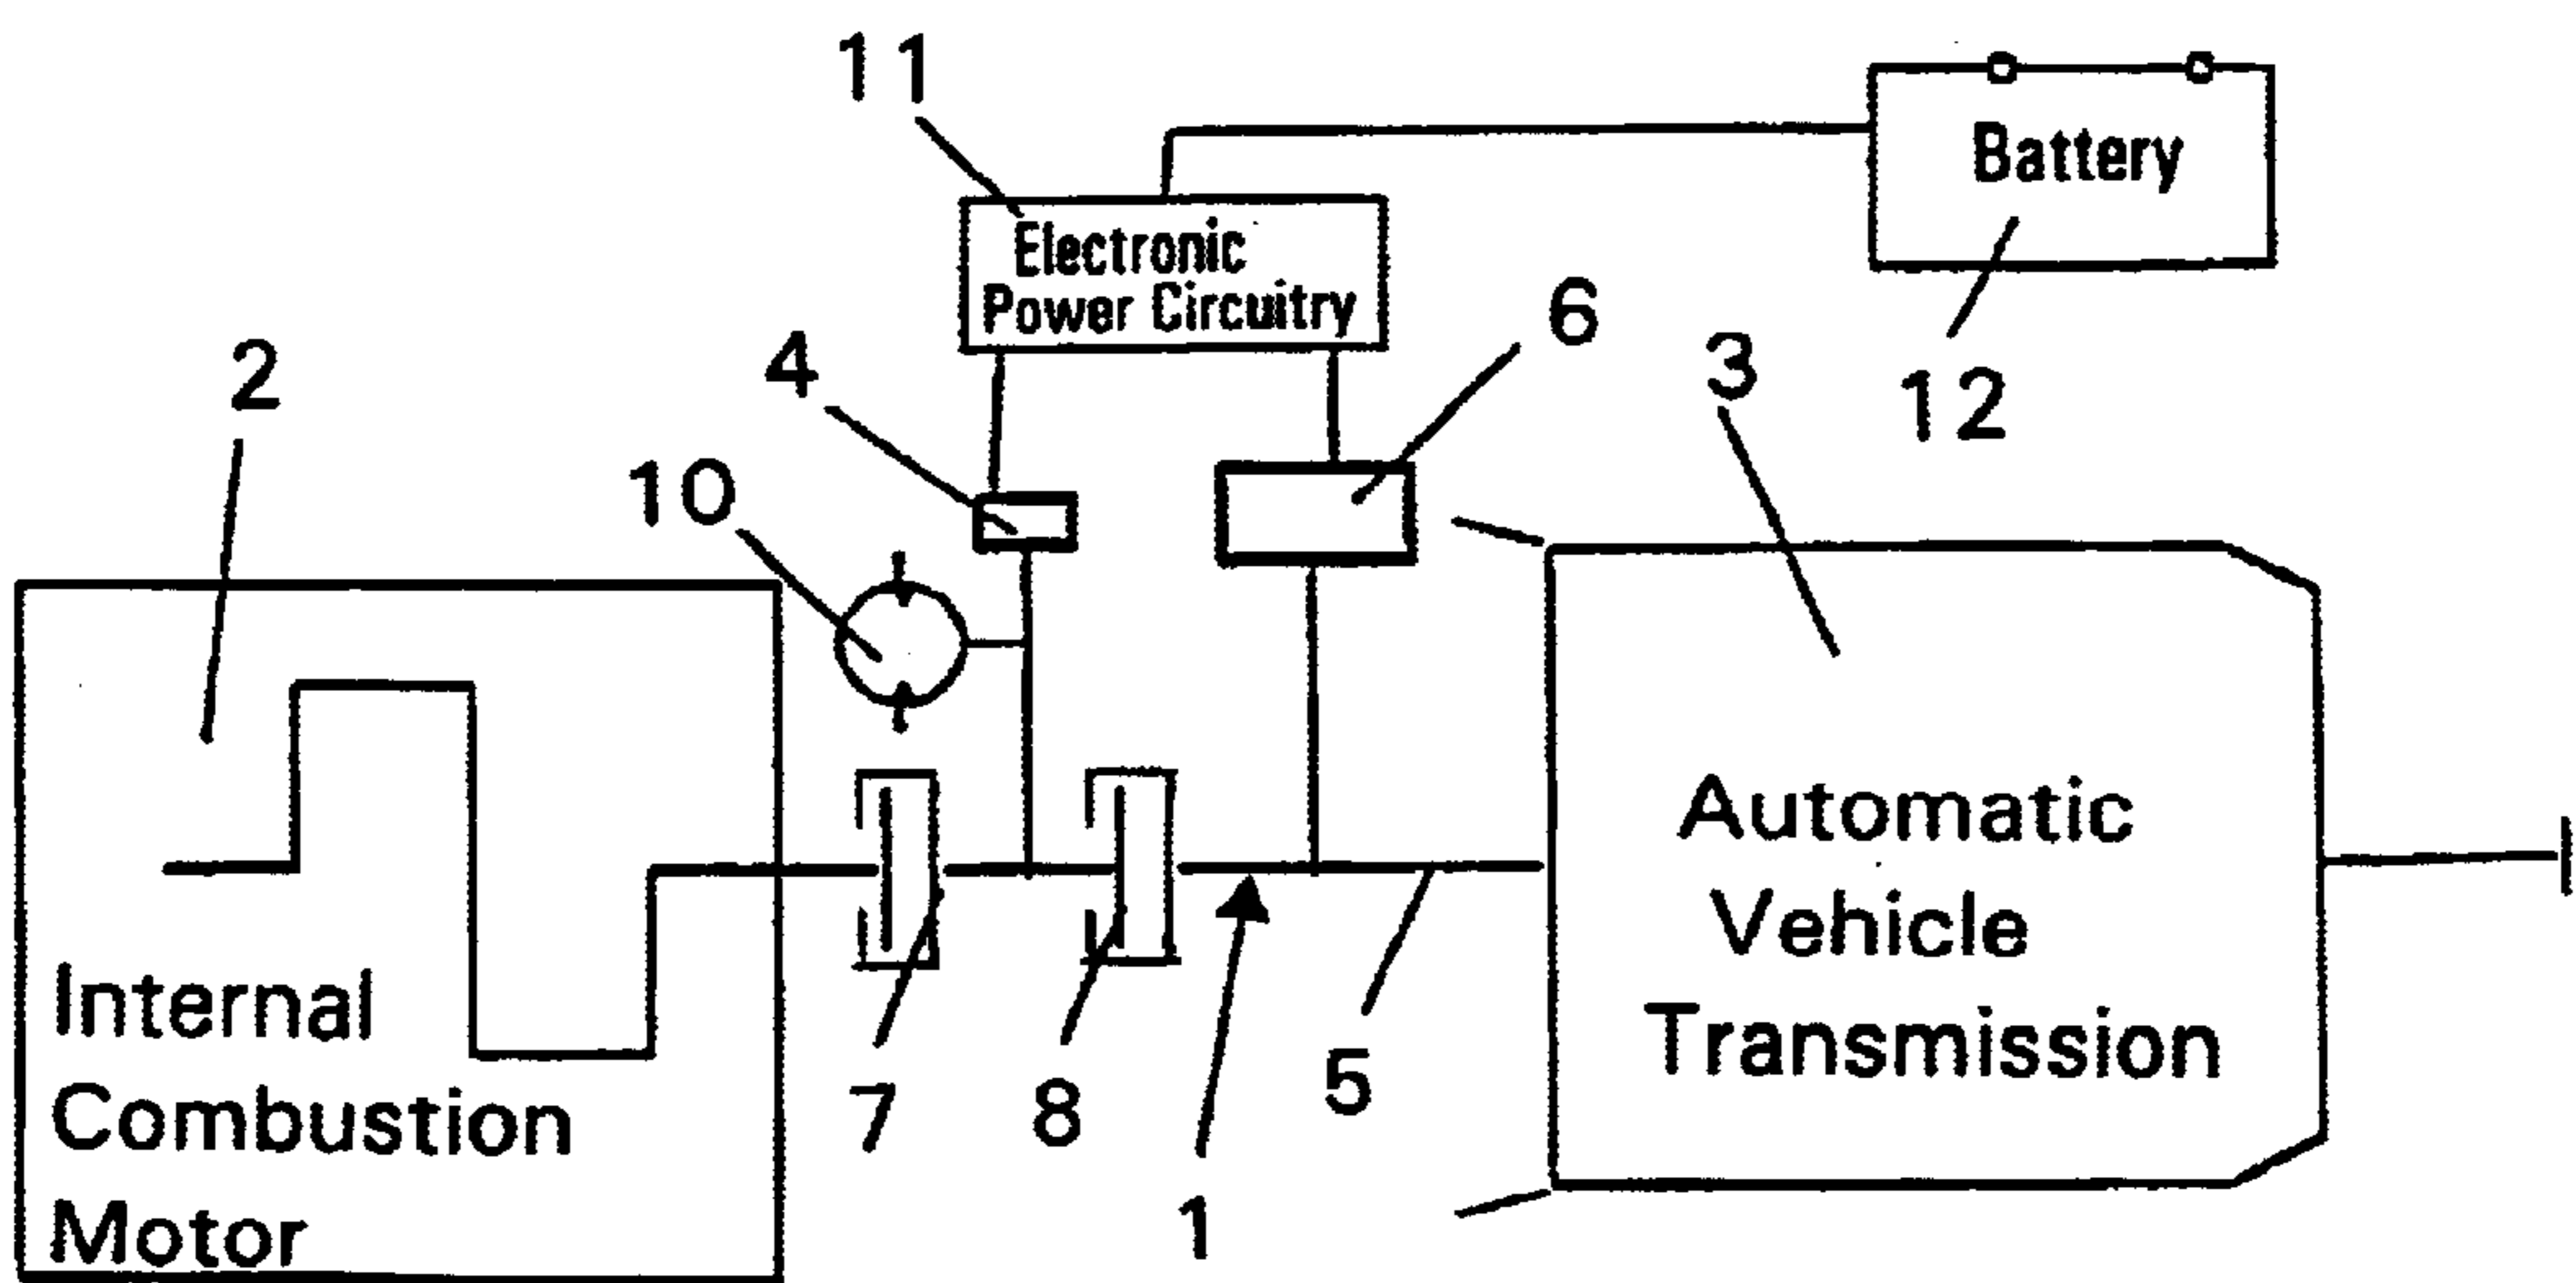 11
Battery
Electronic
Power Circuitry
6
2
4
3
12
10
Automatic
Vehicle
Transmission
Internal
Combustion
Motor
7
8
5
1